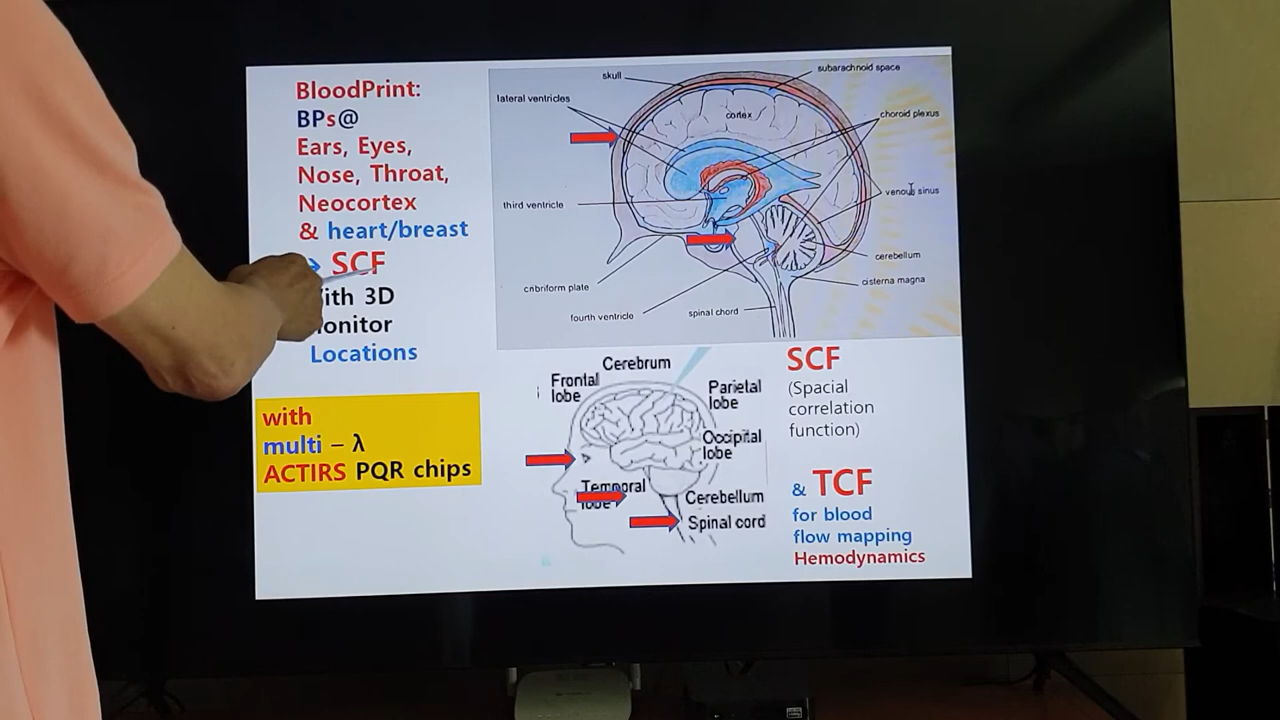 BloodPrint:
BPs@
Ears, Eyes,
Nose, Throat,
Neocortex
& heart/breast
SCF
ith 3D
onitor
Locations
with
multi – λ
ACTIRS PQR chips
skull
subarachnoid space
lateral ventricles
cortex
choroid plexus
venous sinus
third ventricle
cerebellum
cribriform plate
cisterna magna
fourth ventricle
spinal chord
Cerebrum
Frontal
lobe
Parietal
lobe
Occipital
lobe
Temporal
lobe
Cerebellum
Spinal cord
SCF
(Spacial
correlation
function)
& TCF
for blood
flow mapping
Hemodynamics